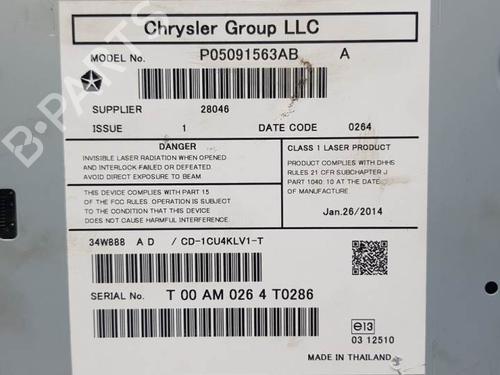 Chrysler Group LLC
MODEL No. P05091563AB A
SUPPLIER 28046
ISSUE 1 DATE CODE 0264
DANGER
INVISIBLE LASER RADIATION WHEN OPENED
AND INTERLOCK FAILED OR DEFEATED.
AVOID DIRECT EXPOSURE TO BEAM
THIS DEVICE COMPLIES WITH PART 15
OF THE FCC RULES. OPERATION IS SUBJECT
TO THE CONDITION THAT THIS DEVICE DOES
NOT CAUSE HARMFUL INTERFERENCE.
CLASS 1 LASER PRODUCT
PRODUCT COMPLIES WITH DHHS
RULES 21 CFR SUBCHAPTER J
PART 1040; 10 AT THE DATE
OF MANUFACTURE
Jan.26/2014
34W888 A D / CD-1CU4KLV1-T
SERIAL No. T 00 AM 026 4 T0286
e13
03 12510
MADE IN THAILAND
B-PARTS